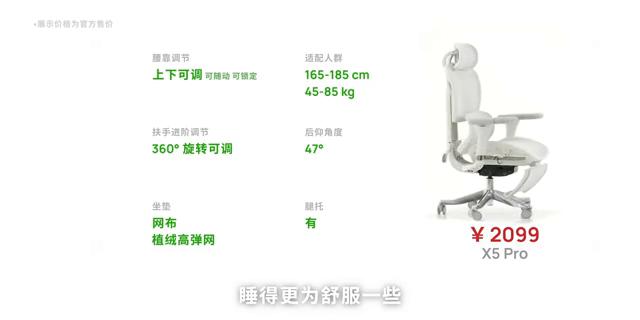 *展示价格为官方售价
腰靠调节
上下可调 可随动 可锁定
适配人群
165-185 cm
45-85 kg
扶手进阶调节
360° 旋转可调
后仰角度
47°
坐垫
网布
植绒高弹网
腿托
有
¥ 2099
X5 Pro
睡得更为舒服一些